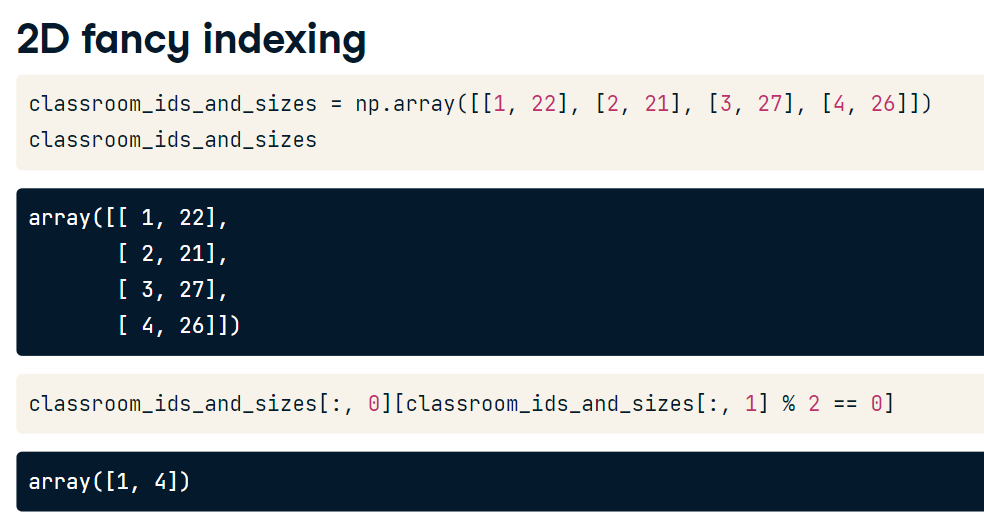 2D fancy indexing
classroom_ids_and_sizes = np.array([[1, 22], [2, 21], [3, 27], [4, 26]])
classroom_ids_and_sizes
array([[ 1, 22],
       [ 2, 21],
       [ 3, 27],
       [ 4, 26]])
classroom_ids_and_sizes[:, 0][classroom_ids_and_sizes[:, 1] % 2 == 0]
array([1, 4])